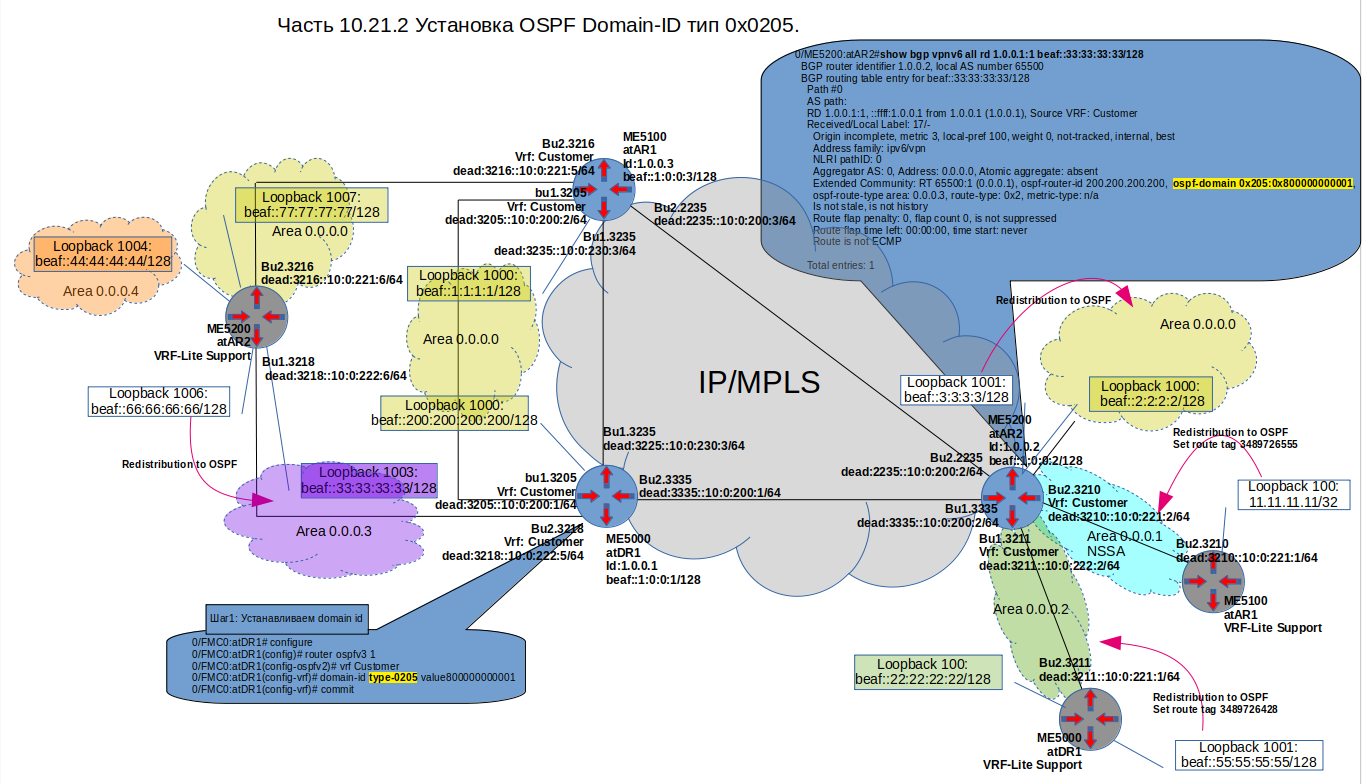 Часть 10.21.2 Установка OSPF Domain-ID тип 0x0205.
0/ME5200:atAR2#show bgp vpnv6 all rd 1.0.0.1:1 beaf::33:33:33:33/128
BGP router identifier 1.0.0.2, local AS number 65500
BGP routing table entry for beaf::33:33:33:33/128
Path #0
AS path:
RD 1.0.0.1:1, ::ffff:1.0.0.1 from 1.0.0.1 (1.0.0.1), Source VRF: Customer
Received/Local Label: 17/-
Origin incomplete, metric 3, local-pref 100, weight 0, not-tracked, internal, best
Address family: ipv6/vpn
NLRI pathID: 0
Aggregator AS: 0, Address: 0.0.0.0, Atomic aggregate: absent
Extended Community: RT 65500:1 (0.0.0.1), ospf-router-id 200.200.200.200, ospf-domain 0x205:0x800000000001,
ospf-route-type area: 0.0.0.3, route-type: 0x2, metric-type: n/a
Is not stale, is not history
Route flap penalty: 0, flap count 0, is not suppressed
Route flap time left: 00:00:00, time start: never
Route is not ECMP
Total entries: 1
Bu2.3216
Vrf: Customer
dead:3216::10:0:221:5/64
ME5100
atAR1
Id:1.0.0.3
beaf::1:0:0:3/128
bu1.3205
Vrf: Customer
dead:3205::10:0:200:2/64
Bu2.2235
dead:2235::10:0:200:3/64
Bu1.3235
dead:3235::10:0:230:3/64
Loopback 1007:
beaf::77:77:77:77/128
Area 0.0.0.0
Loopback 1004:
beaf::44:44:44:44/128
Area 0.0.0.4
Bu2.3216
dead:3216::10:0:221:6/64
ME5200
atAR2
VRF-Lite Support
Bu1.3218
dead:3218::10:0:222:6/64
Loopback 1000:
beaf::1:1:1:1/128
Area 0.0.0.0
Loopback 1000:
beaf::200:200:200:200/128
IP/MPLS
Redistribution to OSPF
Area 0.0.0.0
Loopback 1001:
beaf::3:3:3:3/128
Loopback 1000:
beaf::2:2:2:2/128
Loopback 1006:
beaf::66:66:66:66/128
Redistribution to OSPF
Loopback 1003:
beaf::33:33:33:33/128
Area 0.0.0.3
Bu1.3235
dead:3225::10:0:230:3/64
bu1.3205
Vrf: Customer
dead:3205::10:0:200:1/64
Bu2.3335
dead:3335::10:0:200:1/64
Bu2.3218
Vrf: Customer
dead:3218::10:0:222:5/64
ME5000
atDR1
Id:1.0.0.1
beaf::1:0:0:1/128
ME5200
atAR2
Id:1.0.0.2
beaf::1:0:0:2/128
Bu2.2235
dead:2235::10:0:200:2/64
Bu1.3335
dead:3335::10:0:200:2/64
Bu2.3210
Vrf: Customer
dead:3210::10:0:221:2/64
Redistribution to OSPF
Set route tag 3489726555
Loopback 100:
11.11.11.11/32
Area 0.0.0.1
NSSA
Bu2.3210
dead:3210::10:0:221:1/64
ME5100
atAR1
VRF-Lite Support
Bu1.3211
Vrf: Customer
dead:3211::10:0:222:2/64
Area 0.0.0.2
Loopback 100:
beaf::22:22:22:22/128
Bu2.3211
dead:3211::10:0:221:1/64
Redistribution to OSPF
Set route tag 3489726428
ME5000
atDR1
VRF-Lite Support
Loopback 1001:
beaf::55:55:55:55/128
Шаг1: Устанавливаем domain id
0/FMC0:atDR1# configure
0/FMC0:atDR1(config)# router ospfv3 1
0/FMC0:atDR1(config-ospfv2)# vrf Customer
0/FMC0:atDR1(config-vrf)# domain-id type-0205 value800000000001
0/FMC0:atDR1(config-vrf)# commit